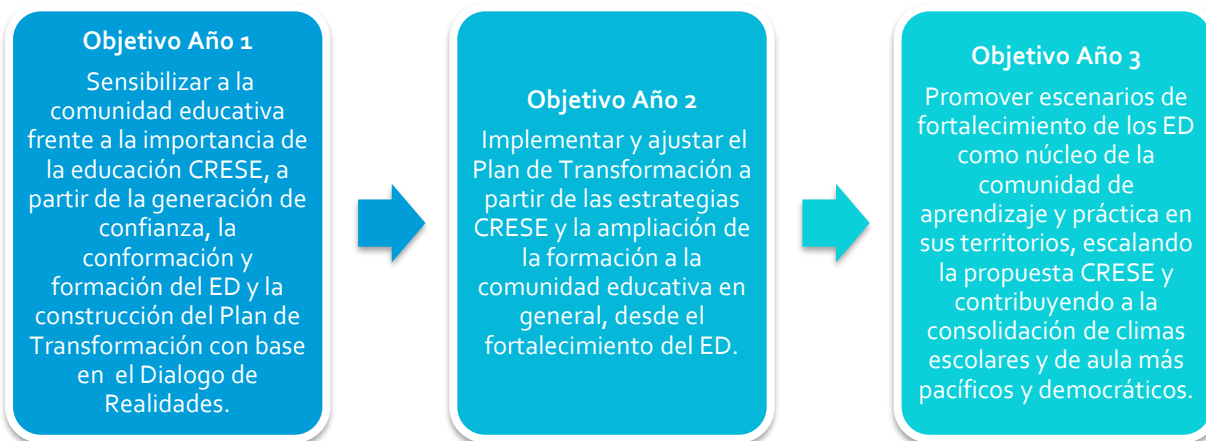 Objetivo Año 1
Sensibilizar a la
comunidad educativa
frente a la importancia de
la educación CRESE, a
partir de la generación de
confianza, la
conformación y
formación del ED y la
construcción del Plan de
Transformación con base
en el Dialogo de
Realidades.
Objetivo Año 2
Implementar y ajustar el
Plan de Transformación a
partir de las estrategias
CRESE y la ampliación de
la formación a la
comunidad educativa en
general, desde el
fortalecimiento del ED.
Objetivo Año 3
Promover escenarios de
fortalecimiento de los ED
como núcleo de la
comunidad de
aprendizaje y práctica en
sus territorios, escalando
la propuesta CRESE y
contribuyendo a la
consolidación de climas
escolares y de aula más
pacíficos y democráticos.